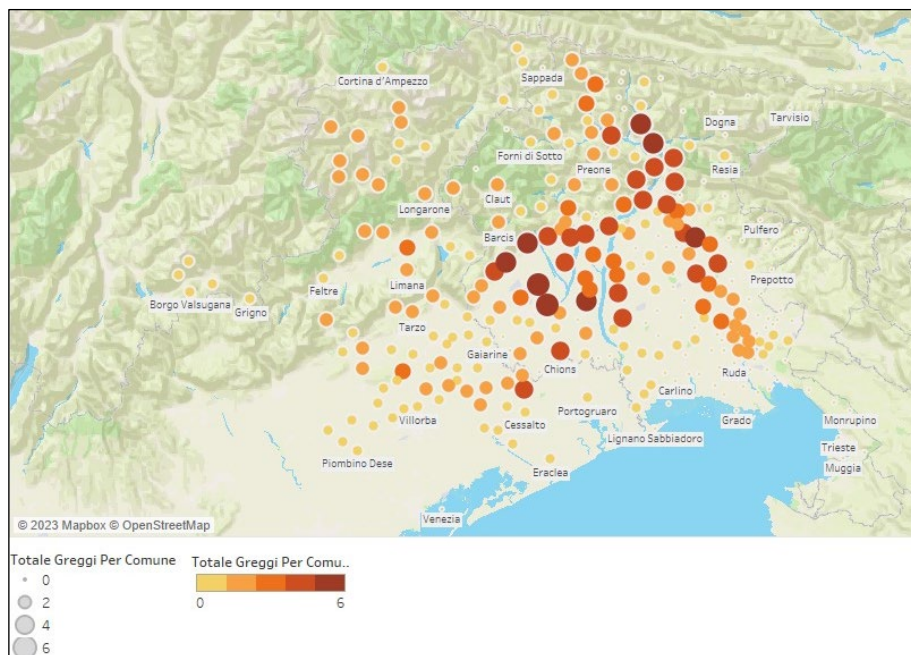 Cortina d'Ampezzo
Sappada
Dogna
Tarvisio
Forni di Sotto
Preone
Resia
Longarone
Claut
Barcis
Pulfero
Prepotto
Limana
Feltre
Borgo Valsugana
Grigno
Tarzo
Gaiarine
Chions
Ruda
Carlino
Portogruaro
Grado
Monrupino
Villorba
Cessalto
Lignano Sabbiadoro
Trieste
Piombino Dese
Eraclea
Muggia
Venezia
© 2023 Mapbox © OpenStreetMap
Totale Greggi Per Comune
0
2
4
6
Totale Greggi Per Comu..
0 6